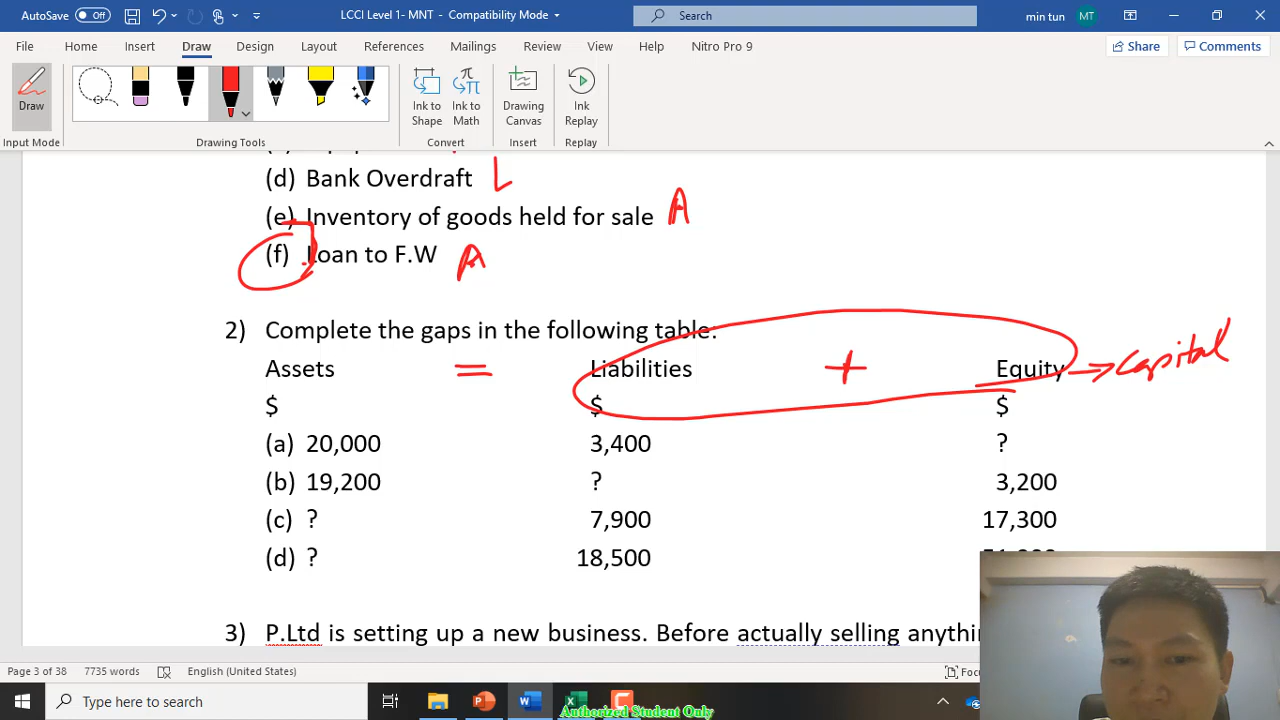 AutoSave Off LCCI Level 1- MNT - Compatibility Mode Search min tun MT
File Home Insert Draw Design Layout References Mailings Review View Help Nitro Pro 9 Share Comments
Draw Ink to Shape Ink to Math Drawing Canvas Ink Replay
Input Mode Drawing Tools Convert Insert Replay
(d) Bank Overdraft L
(e) Inventory of goods held for sale A
(f) Loan to F.W A
2) Complete the gaps in the following table:
Assets = Liabilities + Equity → Capital
$ $ $
(a) 20,000 3,400 ?
(b) 19,200 ? 3,200
(c) ? 7,900 17,300
(d) ? 18,500
3) P.Ltd is setting up a new business. Before actually selling anythin
Page 3 of 38 7735 words English (United States) Focu
Type here to search
Authorized Student Only